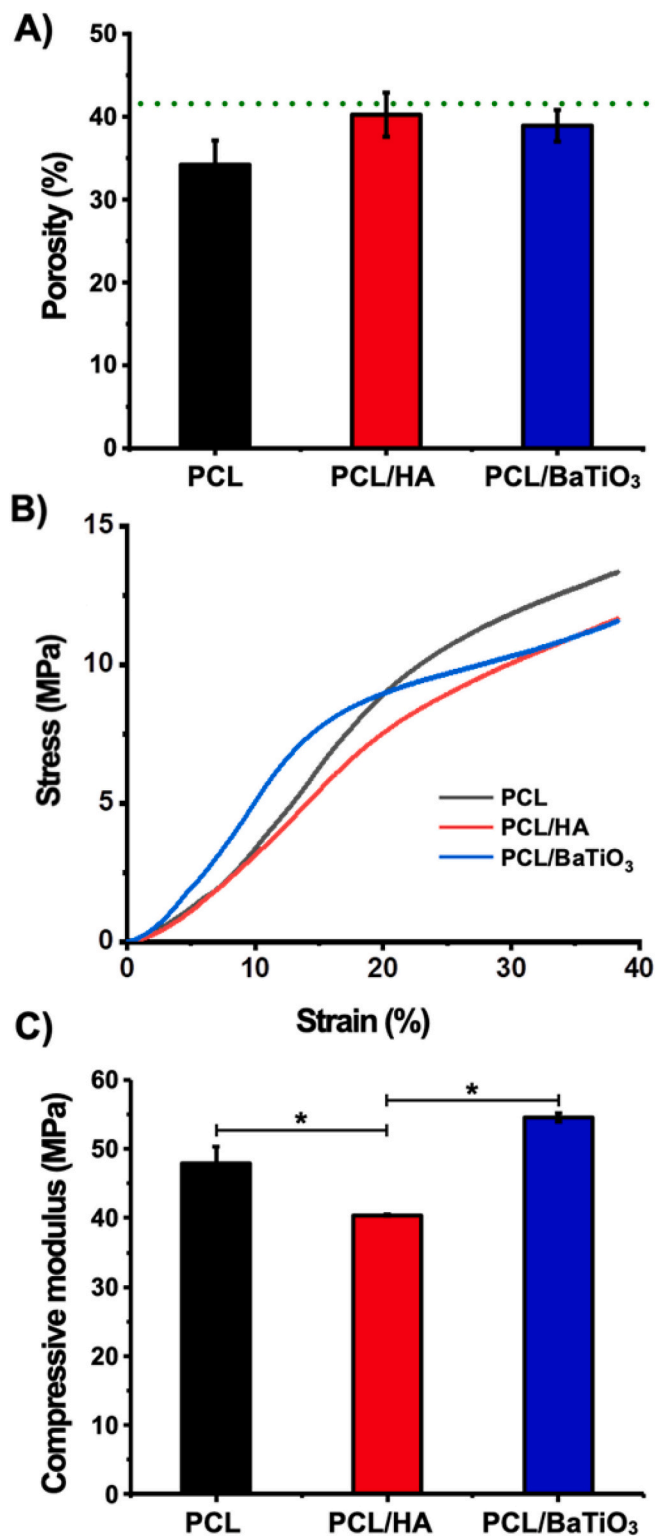 A)
50
40
30
20
10
0
Porosity (%)
PCL PCL/HA PCL/BaTiO₃
B)
15
10
5
0
Stress (MPa)
PCL
PCL/HA
PCL/BaTiO₃
0 10 20 30 40
Strain (%)
C)
60
50
40
30
20
10
0
Compressive modulus (MPa)
*
*
PCL PCL/HA PCL/BaTiO₃